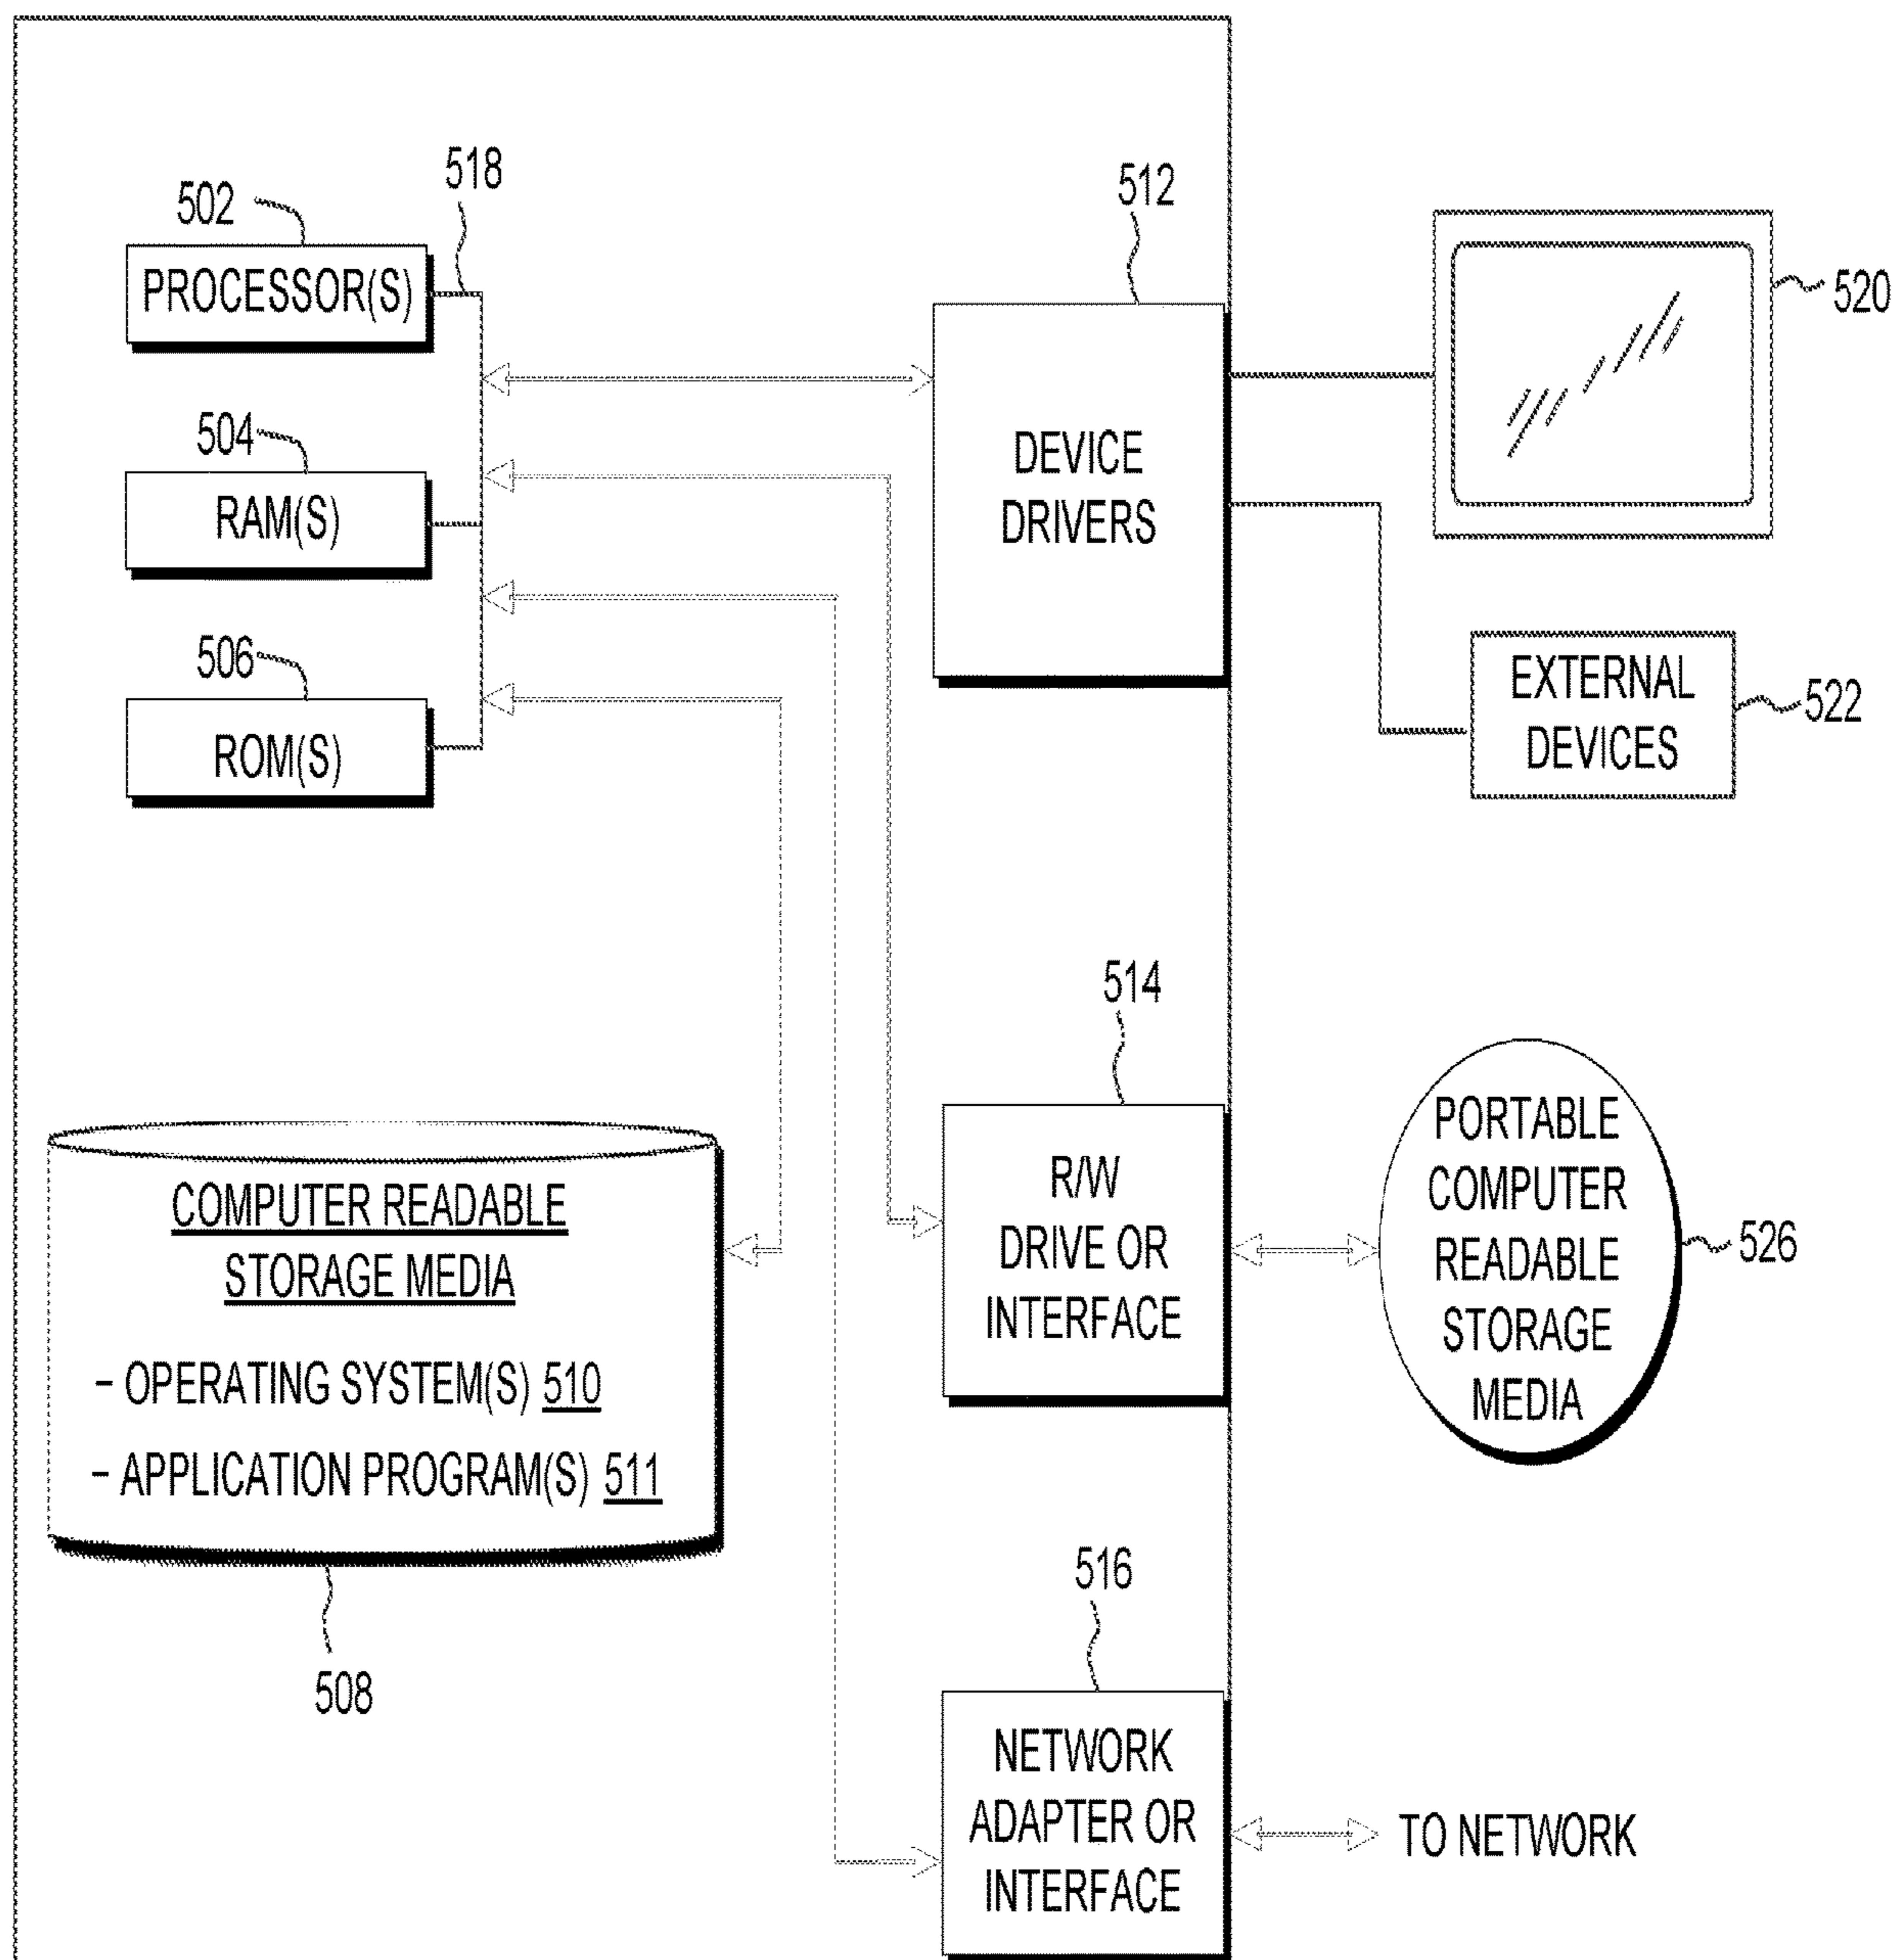 518
502
PROCESSOR(S)
504
RAM(S)
506
ROM(S)
512
DEVICE
DRIVERS
520
EXTERNAL
DEVICES
522
514
R/W
DRIVE OR
INTERFACE
PORTABLE
COMPUTER
READABLE
STORAGE
MEDIA
526
COMPUTER READABLE
STORAGE MEDIA
– OPERATING SYSTEM(S) 510
– APPLICATION PROGRAM(S) 511
508
516
NETWORK
ADAPTER OR
INTERFACE
TO NETWORK